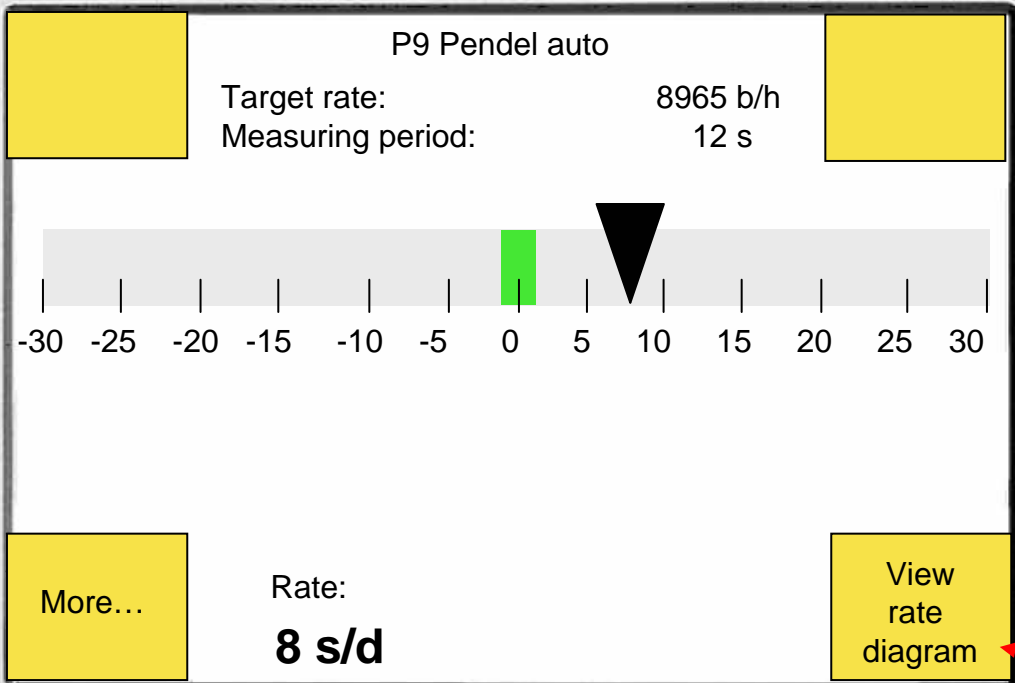 P9 Pendel auto
Target rate: 8965 b/h
Measuring period: 12 s
-30 -25 -20 -15 -10 -5 0 5 10 15 20 25 30
More…
Rate:
8 s/d
View
rate
diagram